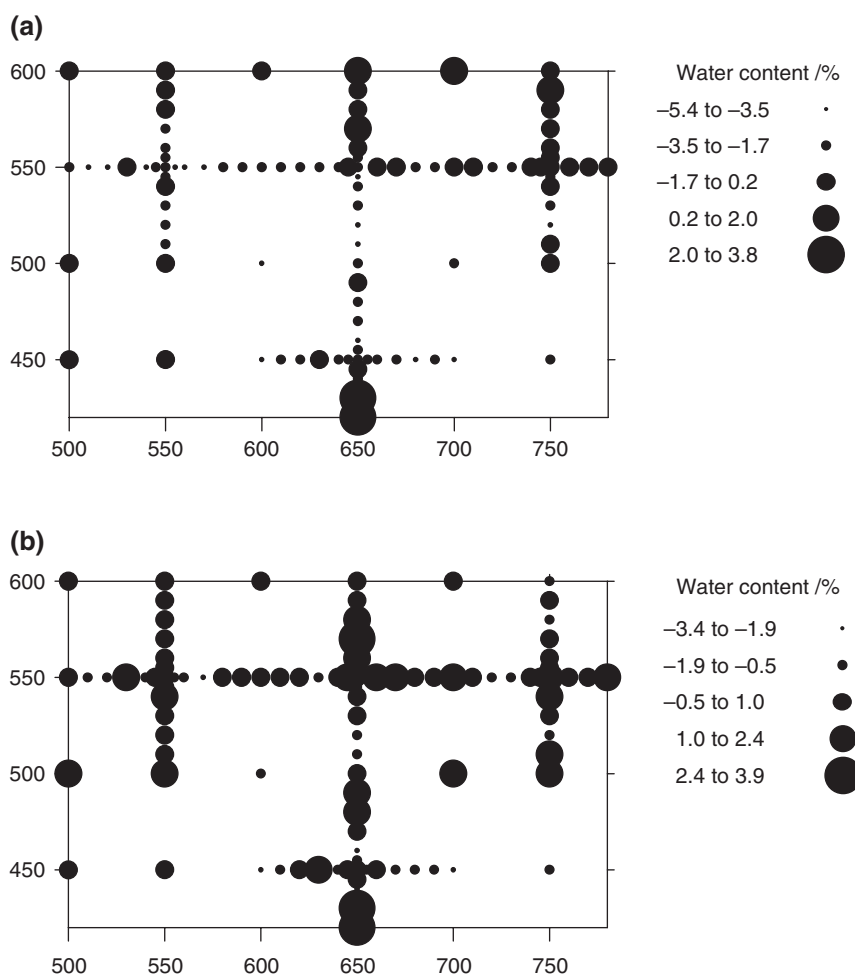 (a)
600
550
500
450
500 550 600 650 700 750
Water content /%
–5.4 to –3.5
–3.5 to –1.7
–1.7 to 0.2
0.2 to 2.0
2.0 to 3.8
(b)
600
550
500
450
500 550 600 650 700 750
Water content /%
–3.4 to –1.9
–1.9 to –0.5
–0.5 to 1.0
1.0 to 2.4
2.4 to 3.9